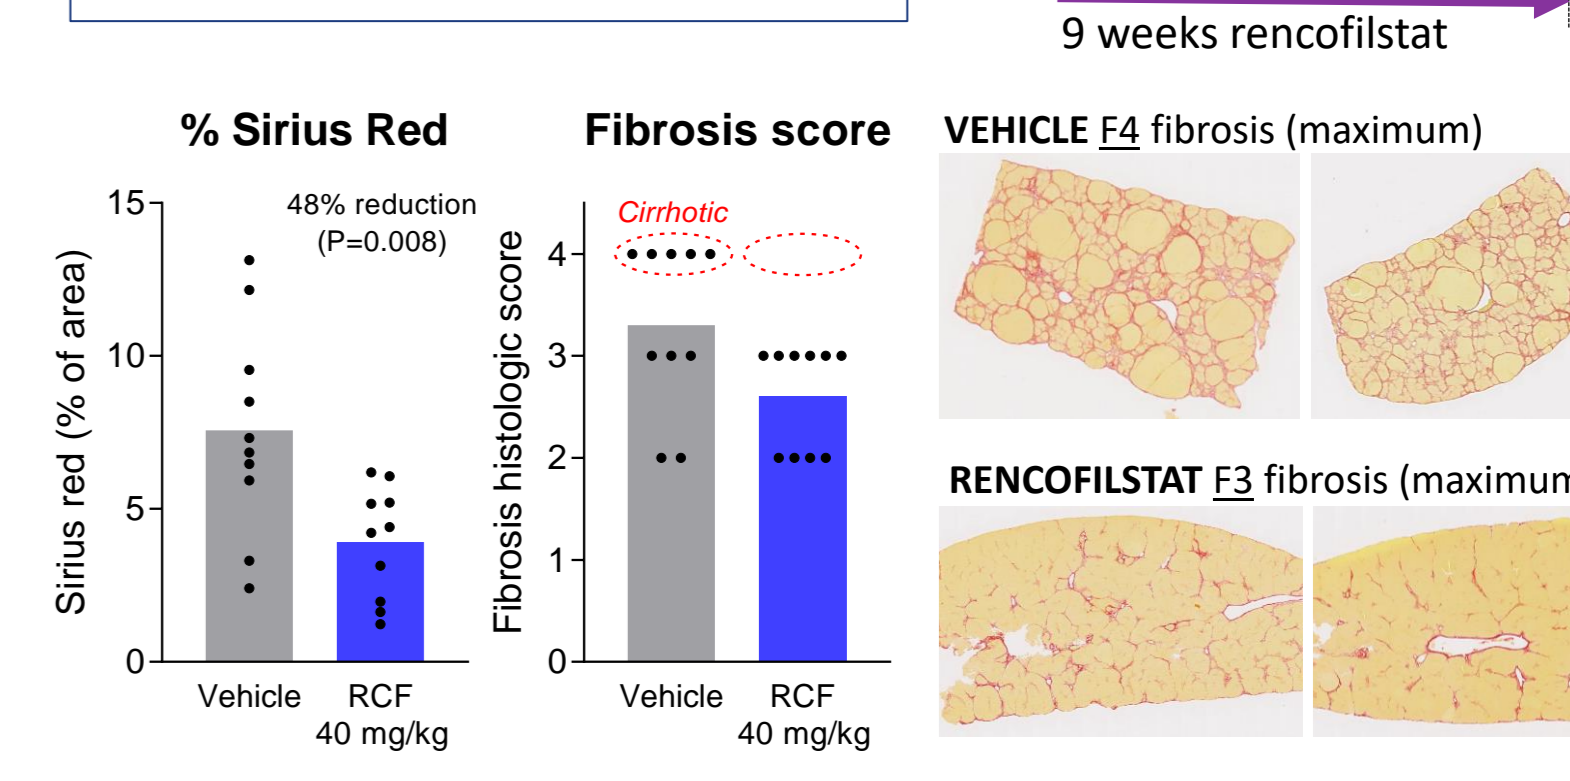 9 weeks rencofilstat
% Sirius Red
Sirius red (% of area)
15
10
5
0
48% reduction
(P=0.008)
Vehicle
RCF
40 mg/kg
Fibrosis score
Fibrosis histologic score
4
3
2
1
0
Cirrhotic
Vehicle
RCF
40 mg/kg
VEHICLE F4 fibrosis (maximum)
RENCOFILSTAT F3 fibrosis (maximum